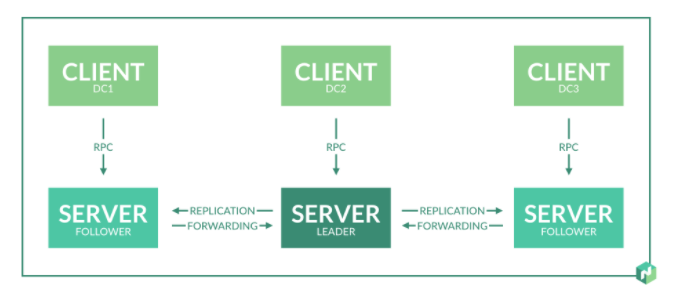 CLIENT
DC1
CLIENT
DC2
CLIENT
DC3
RPC
RPC
RPC
SERVER
FOLLOWER
REPLICATION
FORWARDING
SERVER
LEADER
REPLICATION
FORWARDING
SERVER
FOLLOWER